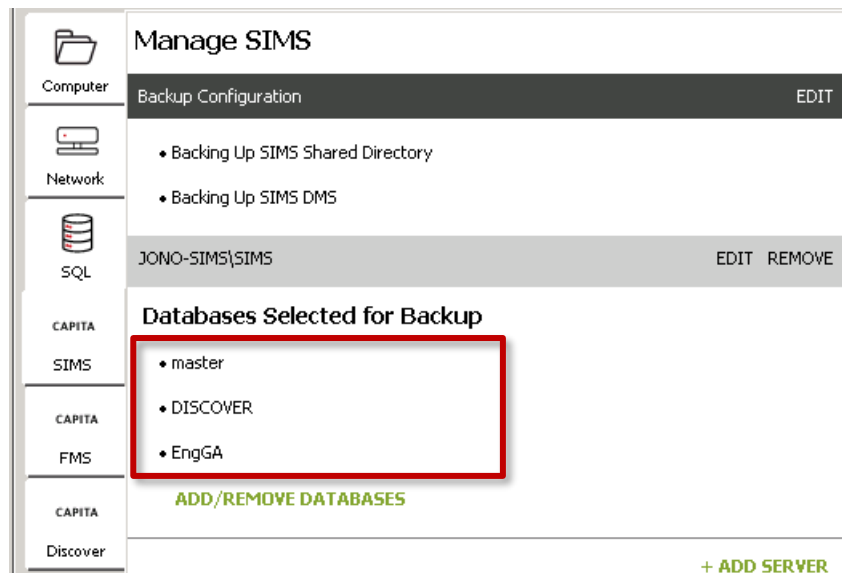 Manage SIMS
Computer
Backup Configuration EDIT
• Backing Up SIMS Shared Directory
Network
• Backing Up SIMS DMS
JONO-SIMS\SIMS EDIT REMOVE
SQL
Databases Selected for Backup
CAPITA
SIMS
• master
• DISCOVER
CAPITA
FMS
• EngGA
ADD/REMOVE DATABASES
CAPITA
Discover
+ ADD SERVER